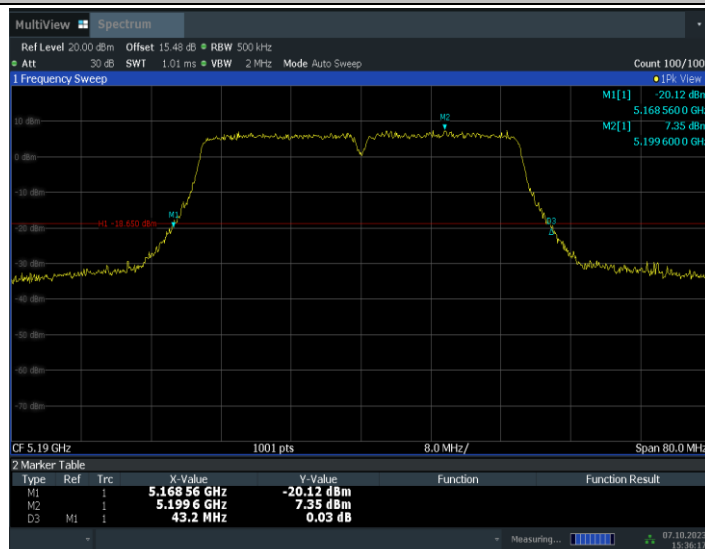 MultiView Spectrum
Ref Level 20.00 dBm Offset 15.48 dB RBW 500 kHz
Att 30 dB SWT 1.01 ms VBW 2 MHz Mode Auto Sweep Count 100/100
1 Frequency Sweep 1Pk View
M1[1] -20.12 dBm
5.168 560 0 GHz
M2[1] 7.35 dBm
5.199 600 0 GHz
M2
10 dBm
0 dBm
-10 dBm
M1
H1 -18.650 dBm
D3
-20 dBm
-30 dBm
-40 dBm
-50 dBm
-60 dBm
-70 dBm
CF 5.19 GHz 1001 pts 8.0 MHz/ Span 80.0 MHz
2 Marker Table
Type Ref Trc X-Value Y-Value Function Function Result
M1 1 5.168 56 GHz -20.12 dBm
M2 1 5.199 6 GHz 7.35 dBm
D3 M1 1 43.2 MHz 0.03 dB
Measuring... 07.10.2023
15:36:17